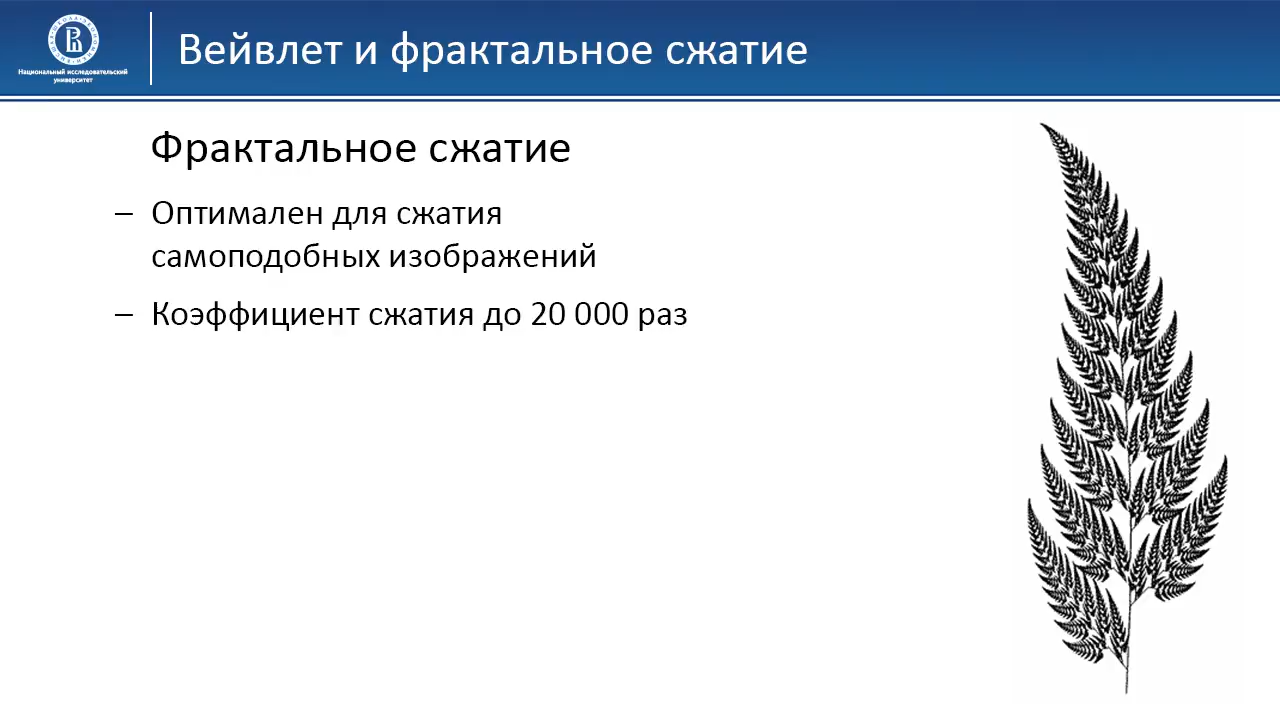 Национальный исследовательский
университет
Вейвлет и фрактальное сжатие
Фрактальное сжатие
– Оптимален для сжатия
самоподобных изображений
– Коэффициент сжатия до 20 000 раз